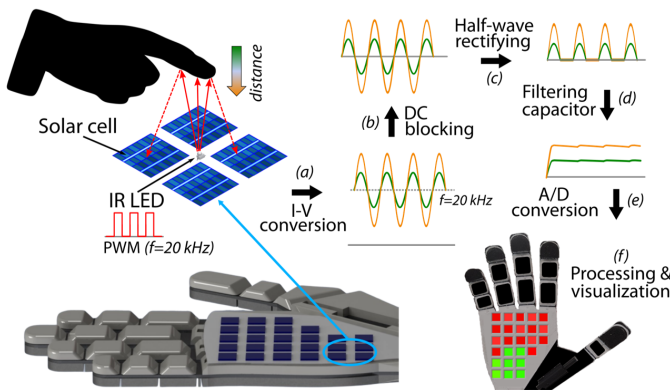 distance
Solar cell
IR LED
PWM (f=20 kHz)
(a)
I-V
conversion
(b)
DC
blocking
f=20 kHz
Half-wave
rectifying
(c)
Filtering
capacitor
(d)
A/D
conversion
(e)
(f)
Processing &
visualization